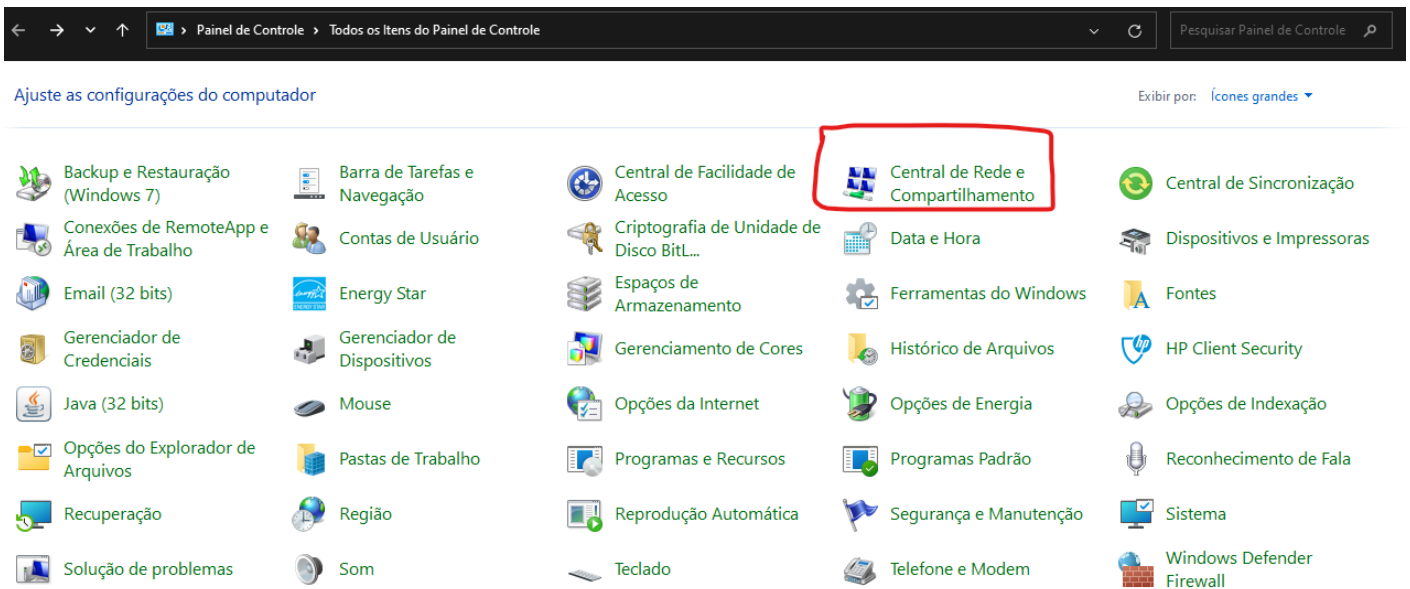 Painel de Controle > Todos os Itens do Painel de Controle
Pesquisar Painel de Controle
Ajuste as configurações do computador
Exibir por: Ícones grandes
Backup e Restauração
(Windows 7)
Barra de Tarefas e
Navegação
Central de Facilidade de
Acesso
Central de Rede e
Compartilhamento
Central de Sincronização
Conexões de RemoteApp e
Área de Trabalho
Contas de Usuário
Criptografia de Unidade de
Disco BitL...
Data e Hora
Dispositivos e Impressoras
Email (32 bits)
Energy Star
Espaços de
Armazenamento
Ferramentas do Windows
Fontes
Gerenciador de
Credenciais
Gerenciador de
Dispositivos
Gerenciamento de Cores
Histórico de Arquivos
HP Client Security
Java (32 bits)
Mouse
Opções da Internet
Opções de Energia
Opções de Indexação
Opções do Explorador de
Arquivos
Pastas de Trabalho
Programas e Recursos
Programas Padrão
Reconhecimento de Fala
Recuperação
Região
Reprodução Automática
Segurança e Manutenção
Sistema
Solução de problemas
Som
Teclado
Telefone e Modem
Windows Defender
Firewall